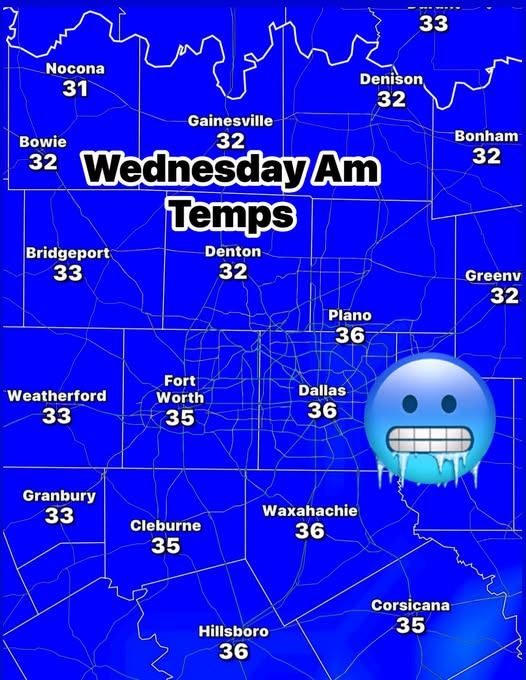 33
Nocona
31
Denison
32
Gainesville
32
Bonham
32
Bowie
32
Wednesday Am
Temps
Bridgeport
33
Denton
32
Greenv
32
Plano
36
Weatherford
33
Fort
Worth
35
Dallas
36
Granbury
33
Cleburne
35
Waxahachie
36
Corsicana
35
Hillsboro
36